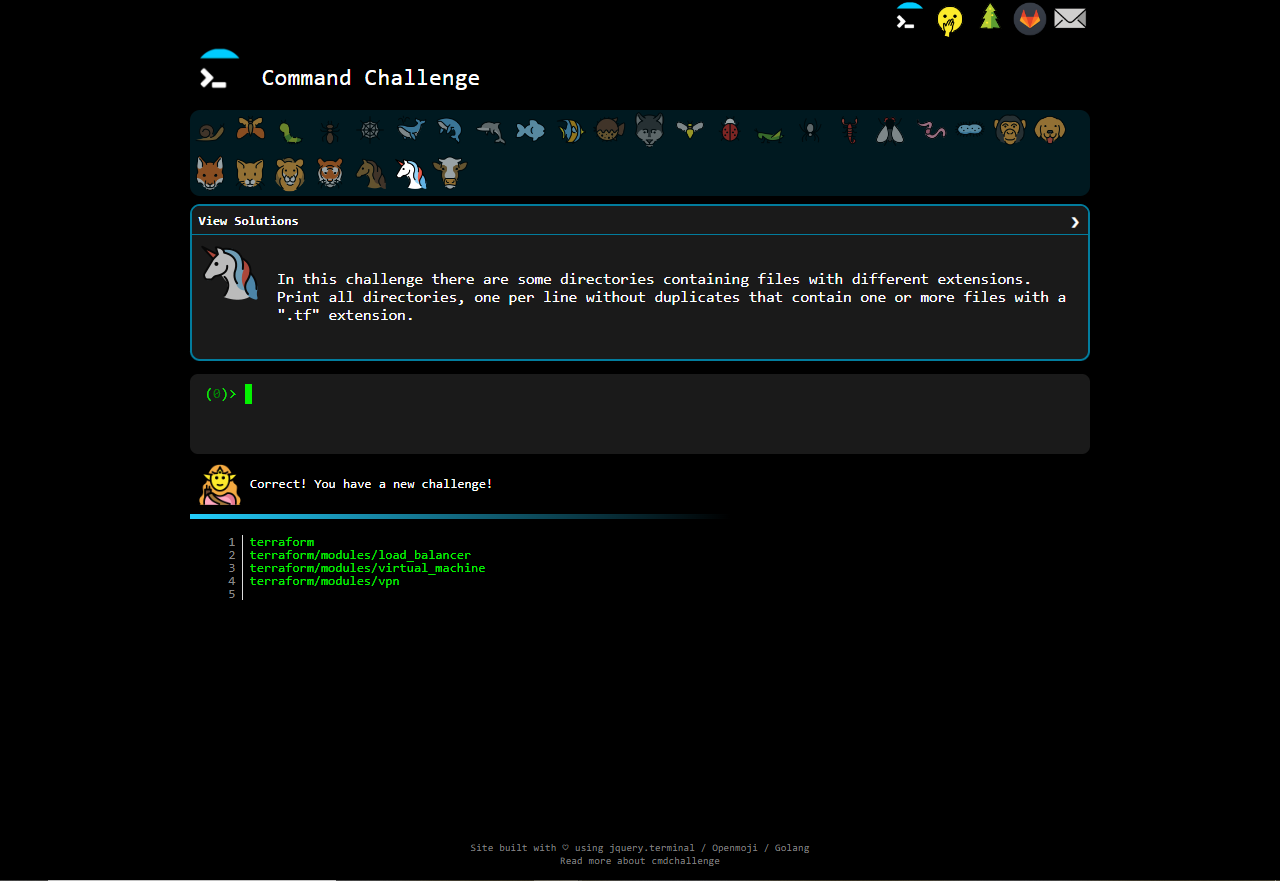 Command Challenge
View Solutions
In this challenge there are some directories containing files with different extensions.
Print all directories, one per line without duplicates that contain one or more files with a
".tf" extension.
(0)>
Correct! You have a new challenge!
1 terraform
2 terraform/modules/load_balancer
3 terraform/modules/virtual_machine
4 terraform/modules/vpn
5
Site built with ♡ using jquery.terminal / Openmoji / Golang
Read more about cmdchallenge